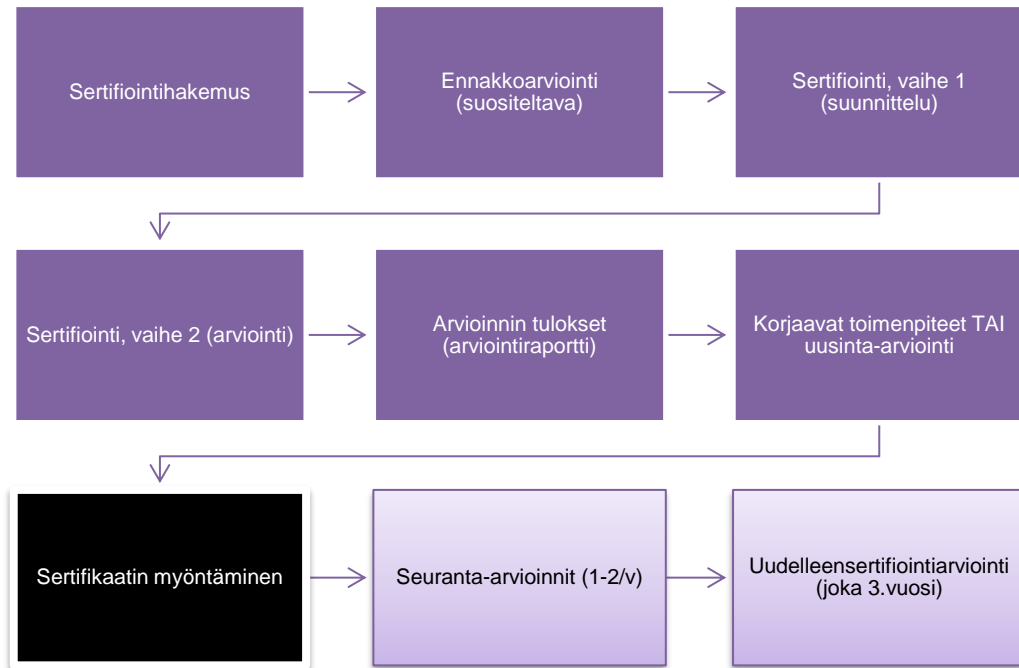 Sertifiointihakemus
Ennakkoarviointi
(suositeltava)
Sertifiointi, vaihe 1
(suunnittelu)
Sertifiointi, vaihe 2 (arviointi)
Arvioinnin tulokset
(arviointiraportti)
Korjaavat toimenpiteet TAI
uusinta-arviointi
Sertifikaatin myöntäminen
Seuranta-arvioinnit (1-2/v)
Uudelleensertifiointiarviointi
(joka 3.vuosi)